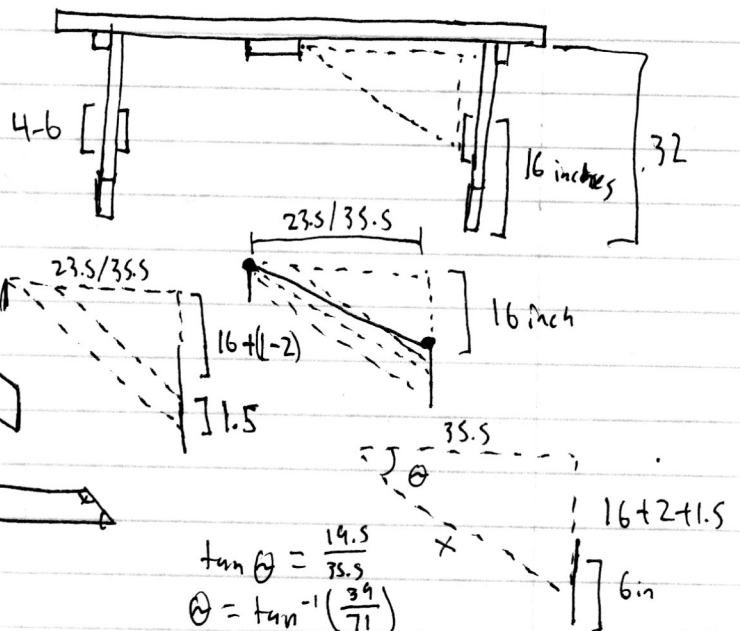 4-6
16 inches
32
23.5/35.5
23.5/35.5
16+(1-2)
16 inch
1.5
35.5
θ
16+2+1.5
x
6in
tan θ = 19.5/35.5
θ = tan⁻¹(39/71)